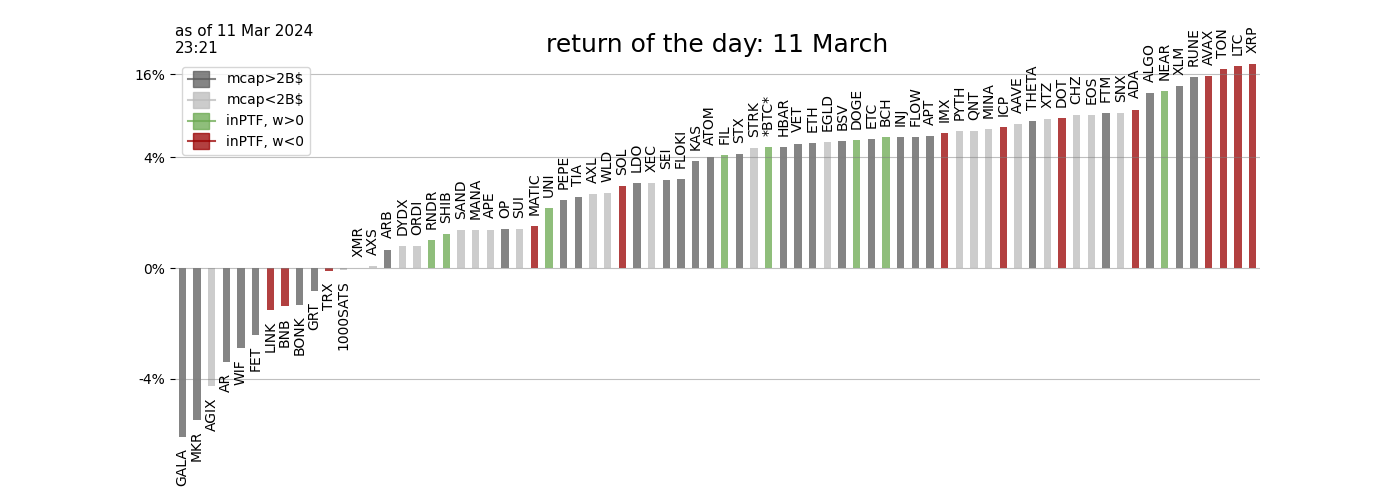 as of 11 Mar 2024
23:21
return of the day: 11 March
mcap>2B$
mcap<2B$
inPTF, w>0
inPTF, w<0
16%
4%
0%
-4%
GALA
MKR
AGIX
AR
WIF
FET
LINK
BNB
BONK
GRT
TRX
1000SATS
XMR
AXS
ARB
DYDX
ORDI
RNDR
SHIB
SAND
MANA
APE
OP
SUI
MATIC
UNI
PEPE
TIA
AXL
WLD
SOL
LDO
XEC
SEI
FLOKI
KAS
ATOM
FIL
STX
STRK
*BTC*
HBAR
VET
ETH
EGLD
BSV
DOGE
ETC
BCH
INJ
FLOW
APT
IMX
PYTH
QNT
MINA
ICP
AAVE
THETA
XTZ
DOT
CHZ
EOS
FTM
SNX
ADA
ALGO
NEAR
XLM
RUNE
AVAX
TON
LTC
XRP